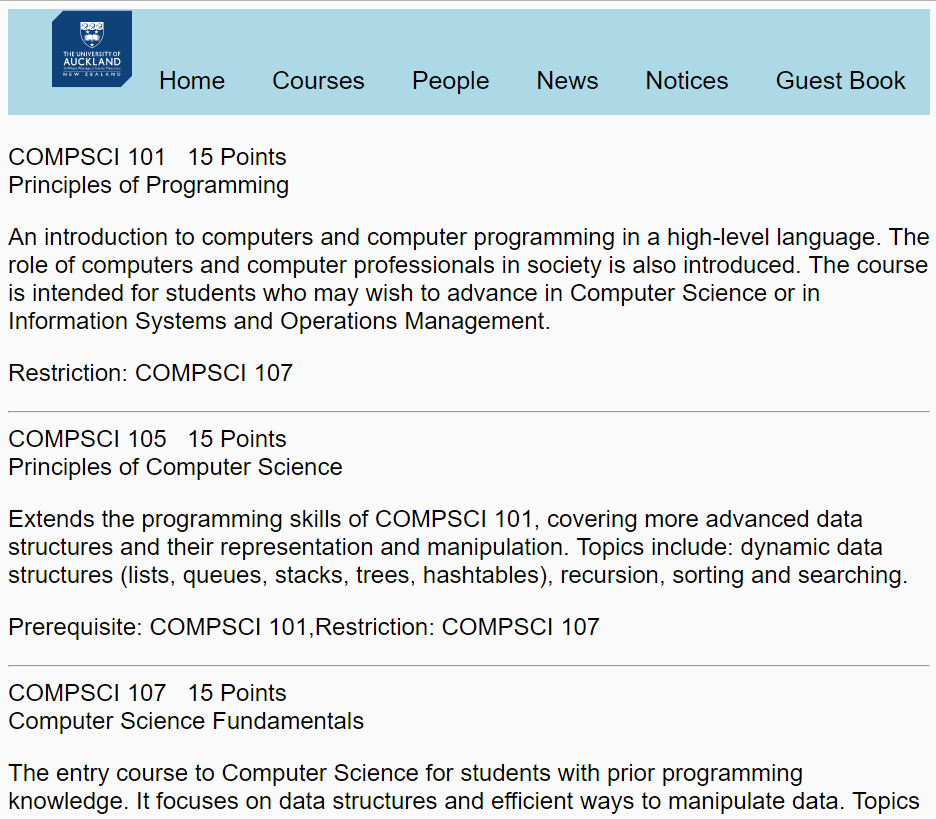 THE UNIVERSITY OF
AUCKLAND
NEW ZEALAND
Home Courses People News Notices Guest Book
COMPSCI 101 15 Points
Principles of Programming
An introduction to computers and computer programming in a high-level language. The
role of computers and computer professionals in society is also introduced. The course
is intended for students who may wish to advance in Computer Science or in
Information Systems and Operations Management.
Restriction: COMPSCI 107
COMPSCI 105 15 Points
Principles of Computer Science
Extends the programming skills of COMPSCI 101, covering more advanced data
structures and their representation and manipulation. Topics include: dynamic data
structures (lists, queues, stacks, trees, hashtables), recursion, sorting and searching.
Prerequisite: COMPSCI 101,Restriction: COMPSCI 107
COMPSCI 107 15 Points
Computer Science Fundamentals
The entry course to Computer Science for students with prior programming
knowledge. It focuses on data structures and efficient ways to manipulate data. Topics